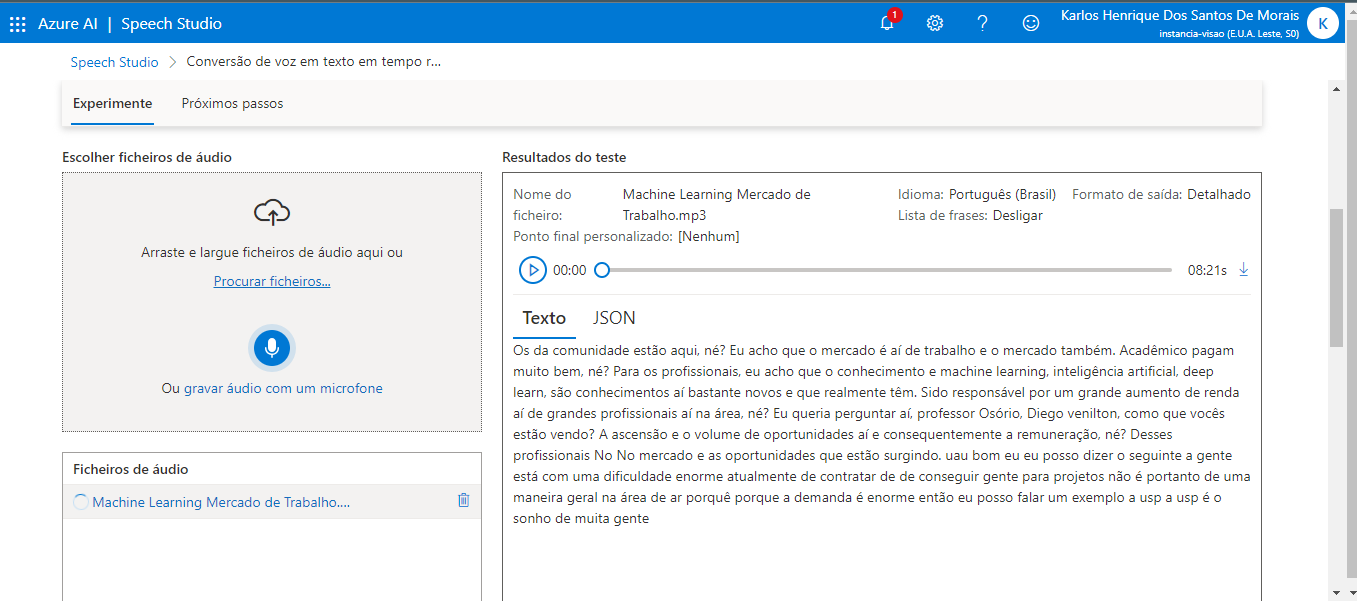 Azure AI | Speech Studio
1
Karlos Henrique Dos Santos De Morais
instancia-visao (E.U.A. Leste, S0)
K
Speech Studio > Conversão de voz em texto em tempo r...
Experimente
Próximos passos
Escolher ficheiros de áudio
Arraste e largue ficheiros de áudio aqui ou
Procurar ficheiros...
Ou gravar áudio com um microfone
Ficheiros de áudio
Machine Learning Mercado de Trabalho....
Resultados do teste
Nome do ficheiro:
Machine Learning Mercado de
Trabalho.mp3
Idioma: Português (Brasil)
Formato de saída: Detalhado
Lista de frases: Desligar
Ponto final personalizado: [Nenhum]
00:00
08:21s
Texto
JSON
Os da comunidade estão aqui, né? Eu acho que o mercado é aí de trabalho e o mercado também. Acadêmico pagam
muito bem, né? Para os profissionais, eu acho que o conhecimento e machine learning, inteligência artificial, deep
learn, são conhecimentos aí bastante novos e que realmente têm. Sido responsável por um grande aumento de renda
aí de grandes profissionais aí na área, né? Eu queria perguntar aí, professor Osório, Diego venilton, como que vocês
estão vendo? A ascensão e o volume de oportunidades aí e consequentemente a remuneração, né? Desses
profissionais No No mercado e as oportunidades que estão surgindo. uau bom eu eu posso dizer o seguinte a gente
está com uma dificuldade enorme atualmente de contratar de de conseguir gente para projetos não é portanto de uma
maneira geral na área de ar porquê porque a demanda é enorme então eu posso falar um exemplo a usp a usp é o
sonho de muita gente